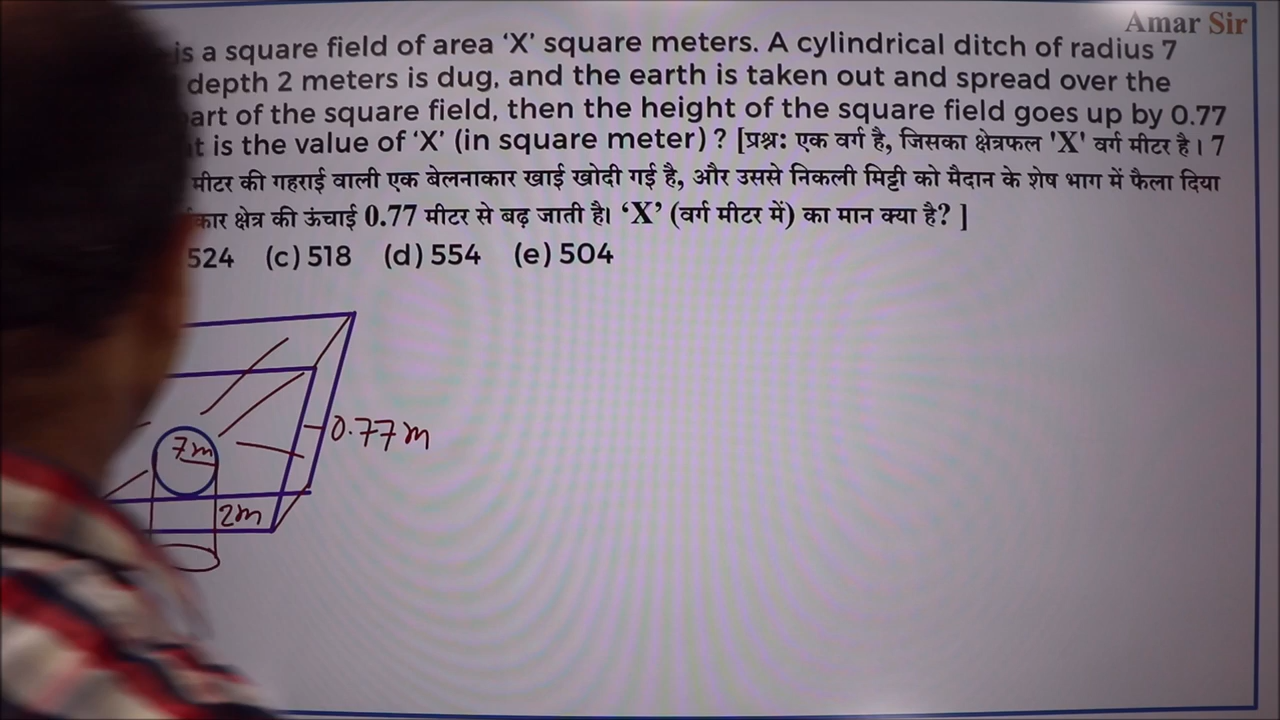 Amar Sir
is a square field of area ‘X’ square meters. A cylindrical ditch of radius 7
depth 2 meters is dug, and the earth is taken out and spread over the
art of the square field, then the height of the square field goes up by 0.77
t is the value of ‘X’ (in square meter) ? [प्रश्न: एक वर्ग है, जिसका क्षेत्रफल 'X' वर्ग मीटर है। 7
मीटर की गहराई वाली एक बेलनाकार खाई खोदी गई है, और उससे निकली मिट्टी को मैदान के शेष भाग में फैला दिया
कार क्षेत्र की ऊंचाई 0.77 मीटर से बढ़ जाती है। ‘X’ (वर्ग मीटर में) का मान क्या है? ]
524 (c) 518 (d) 554 (e) 504
0.77 m
7m
2m